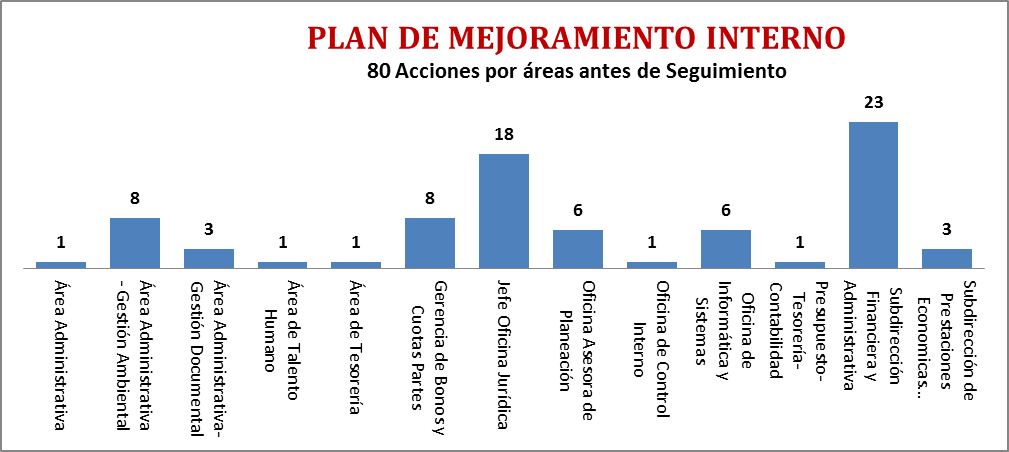 PLAN DE MEJORAMIENTO INTERNO
80 Acciones por áreas antes de Seguimiento
1
8
3
1
1
8
18
6
1
6
1
23
3
Área Administrativa
Área Administrativa
- Gestión Ambiental
Área Administrativa-
Gestión Documental
Área de Talento
Humano
Área de Tesorería
Gerencia de Bonos y
Cuotas Partes
Jefe Oficina Jurídica
Oficina Asesora de
Planeación
Oficina de Control
Interno
Oficina de
Informática y
Sistemas
Presupuesto-
Tesorería-
Contabilidad
Subdirección
Financiera y
Administrativa
Subdirección de
Prestaciones
Economicas...